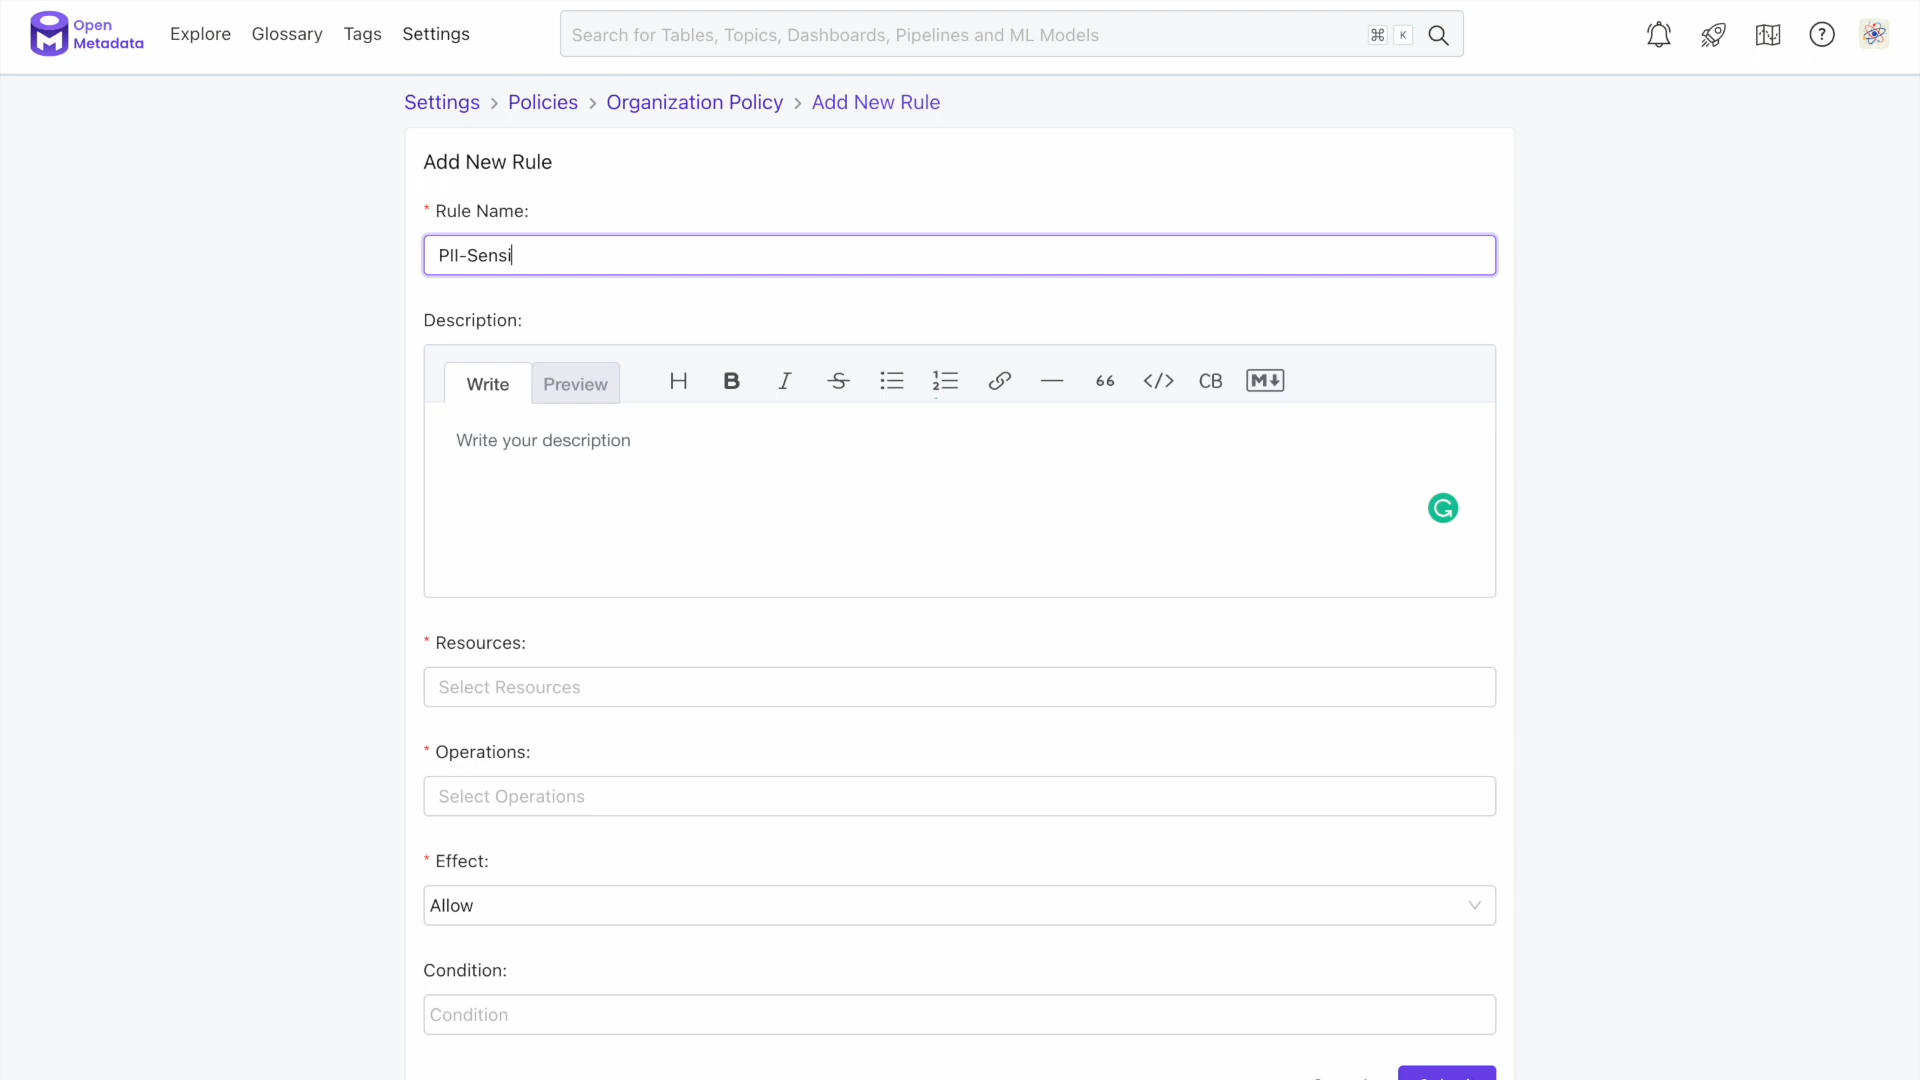 Open
Metadata
Explore
Glossary
Tags
Settings
Search for Tables, Topics, Dashboards, Pipelines and ML Models
⌘ K
Settings > Policies > Organization Policy > Add New Rule
Add New Rule
* Rule Name:
PII-Sensi
Description:
Write
Preview
H B I S 66 </> CB M↓
Write your description
* Resources:
Select Resources
* Operations:
Select Operations
* Effect:
Allow
Condition:
Condition